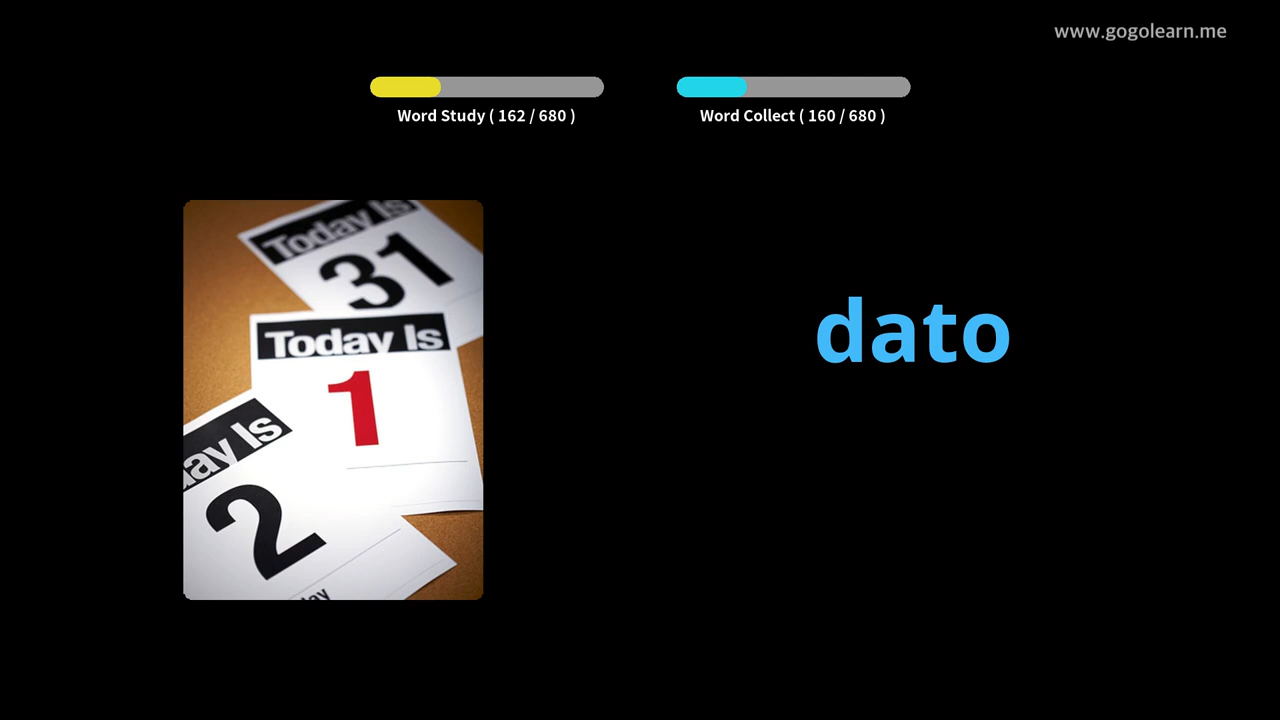 www.gogolearn.me
Word Study ( 162 / 680 )
Word Collect ( 160 / 680 )
Today Is
31
Today Is
1
ay Is
2
dato